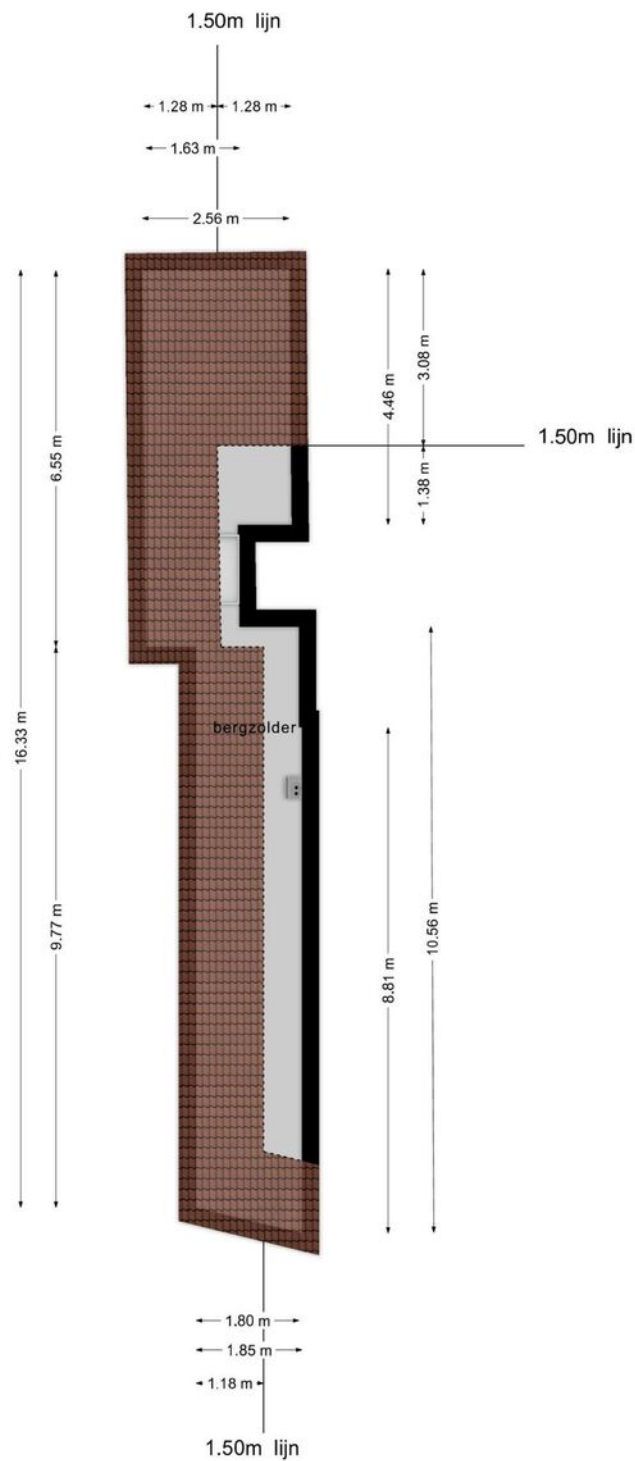 1.50m lijn
1.28 m 1.28 m
1.63 m
2.56 m
3.08 m
4.46 m
1.50m lijn
6.55 m
1.38 m
16.33 m
bergzolder
9.77 m
10.56 m
8.81 m
1.80 m
1.85 m
1.18 m
1.50m lijn